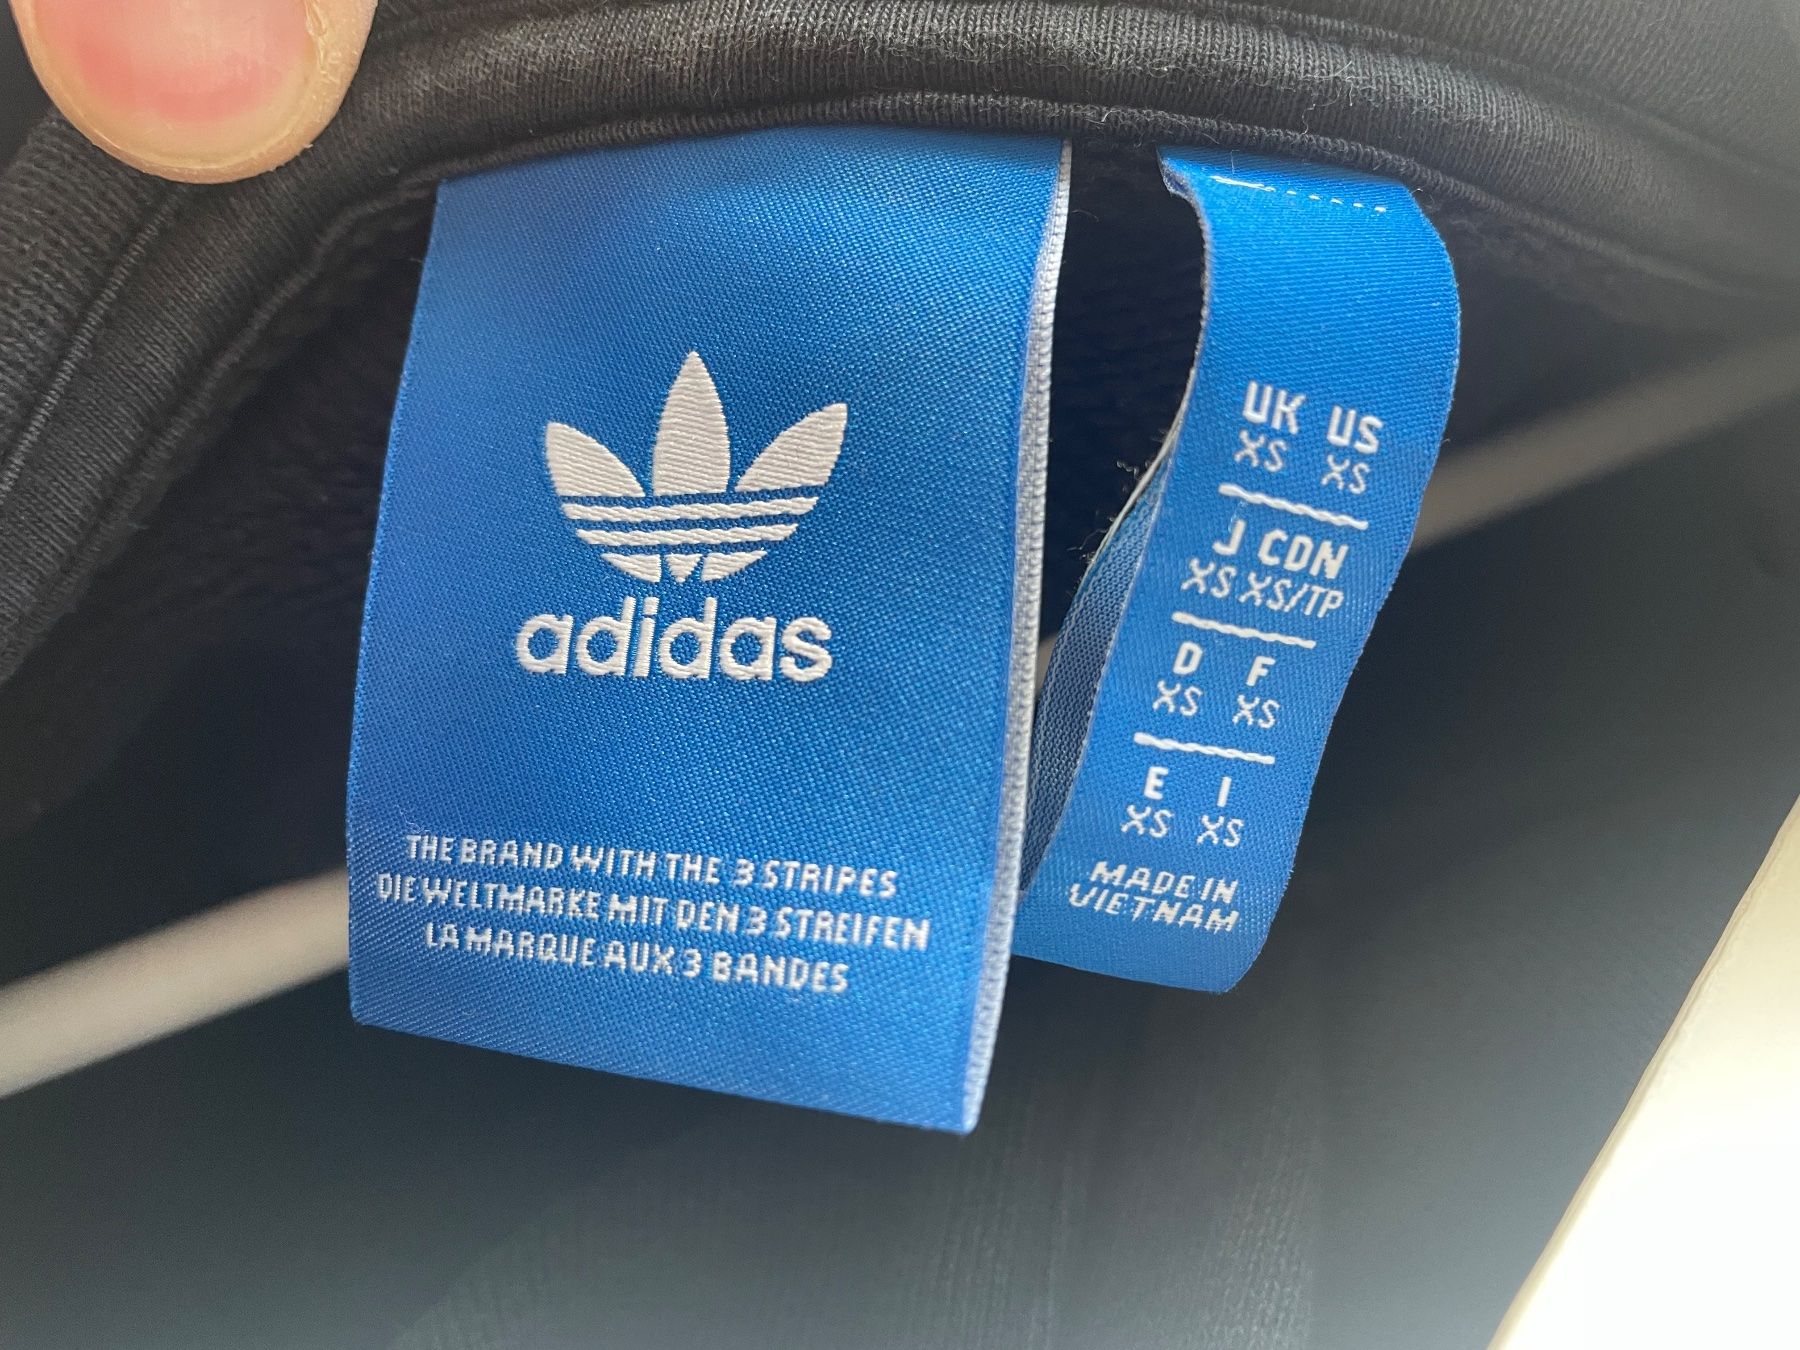 adidas
THE BRAND WITH THE 3 STRIPES
DIE WELTMARKE MIT DEN 3 STREIFEN
LA MARQUE AUX 3 BANDES
UK US
XS XS
J CDN
XS XS/TP
D F
XS XS
E I
XS XS
MADE IN
VIETNAM